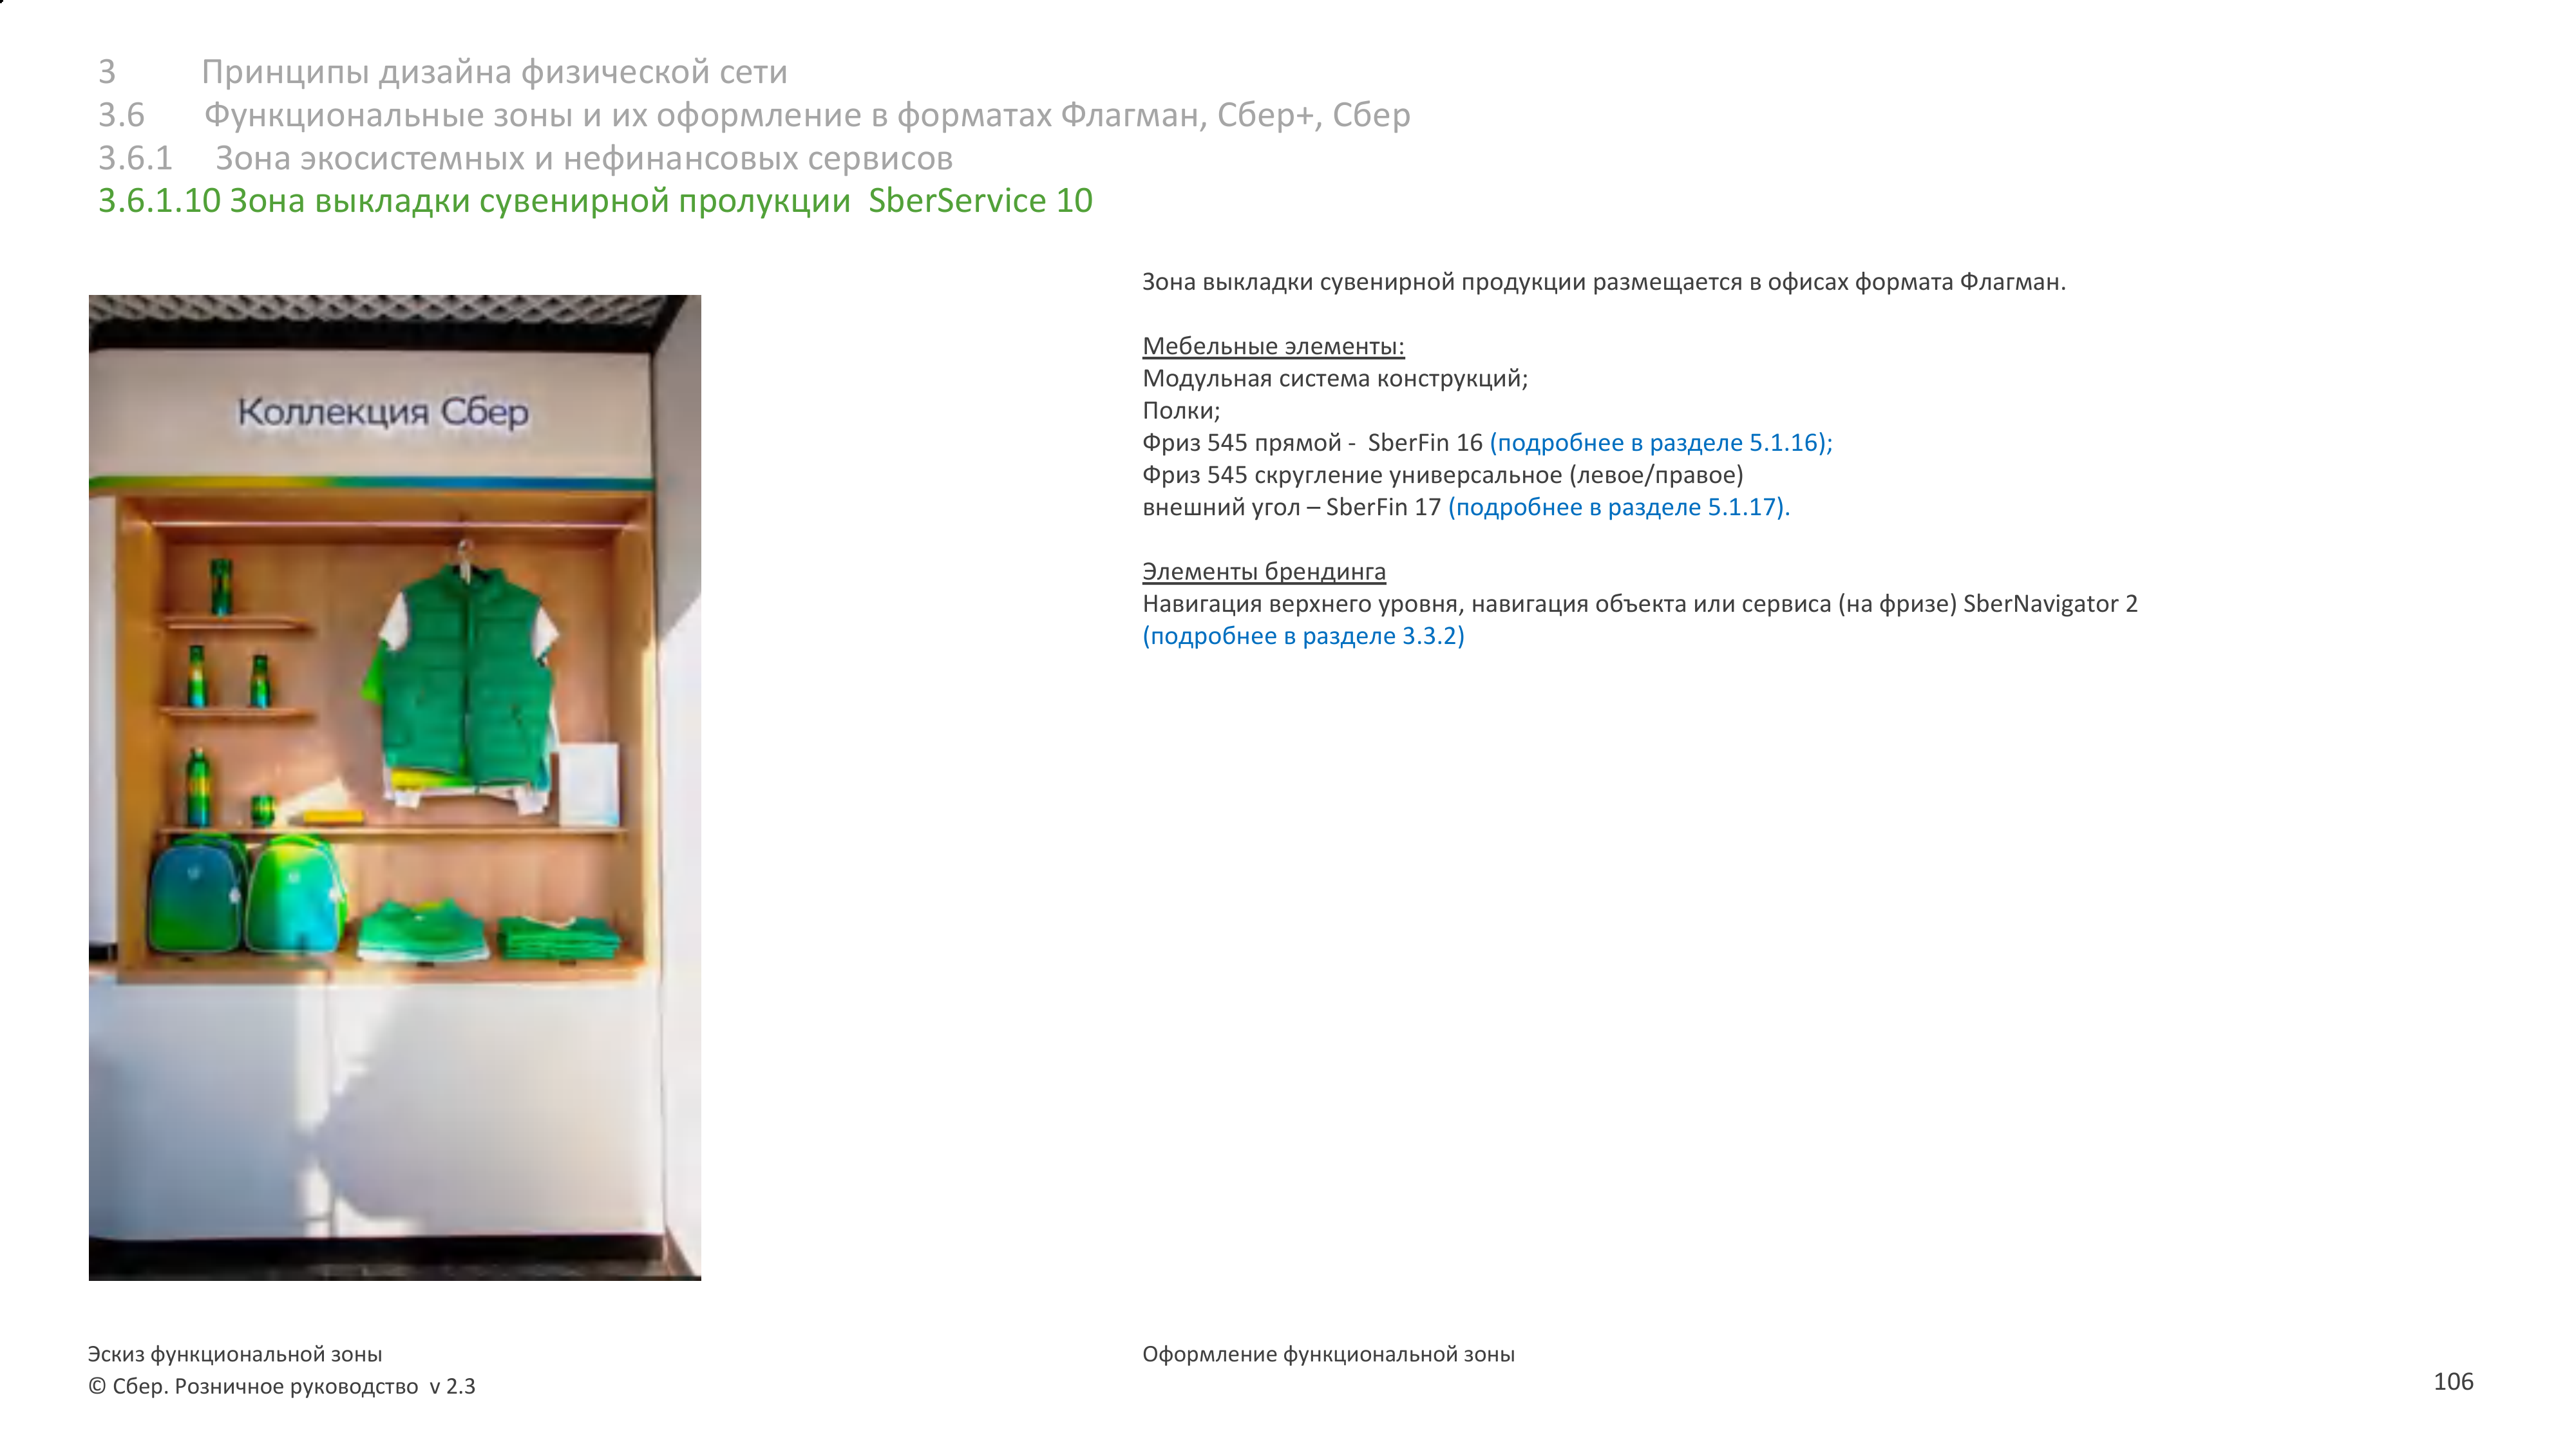 3 Принципы дизайна физической сети
3.6 Функциональные зоны и их оформление в форматах Флагман, Сбер+, Сбер
3.6.1 Зона экосистемных и нефинансовых сервисов
3.6.1.10 Зона выкладки сувенирной пролукции SberService 10
Коллекция Сбер
Зона выкладки сувенирной продукции размещается в офисах формата Флагман.
Мебельные элементы:
Модульная система конструкций;
Полки;
Фриз 545 прямой - SberFin 16 (подробнее в разделе 5.1.16);
Фриз 545 скругление универсальное (левое/правое)
внешний угол – SberFin 17 (подробнее в разделе 5.1.17).
Элементы брендинга
Навигация верхнего уровня, навигация объекта или сервиса (на фризе) SberNavigator 2
(подробнее в разделе 3.3.2)
Эскиз функциональной зоны
© Сбер. Розничное руководство v 2.3
Оформление функциональной зоны
106